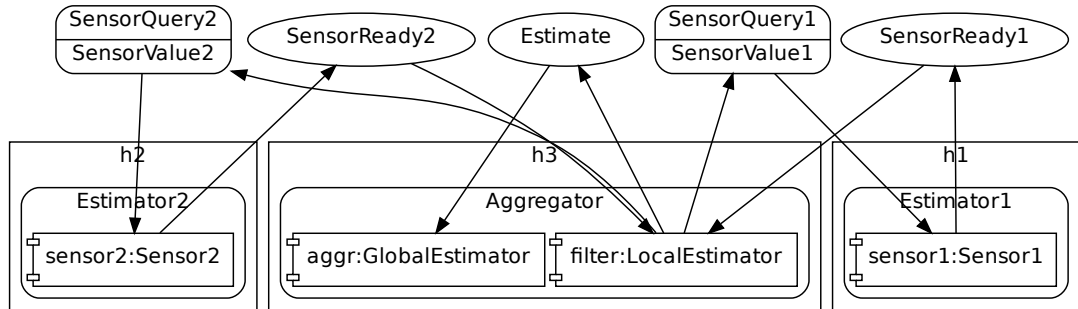 SensorQuery2
SensorValue2
SensorReady2
Estimate
SensorQuery1
SensorValue1
SensorReady1
h2
h3
h1
Estimator2
Aggregator
Estimator1
sensor2:Sensor2
aggr:GlobalEstimator
filter:LocalEstimator
sensor1:Sensor1